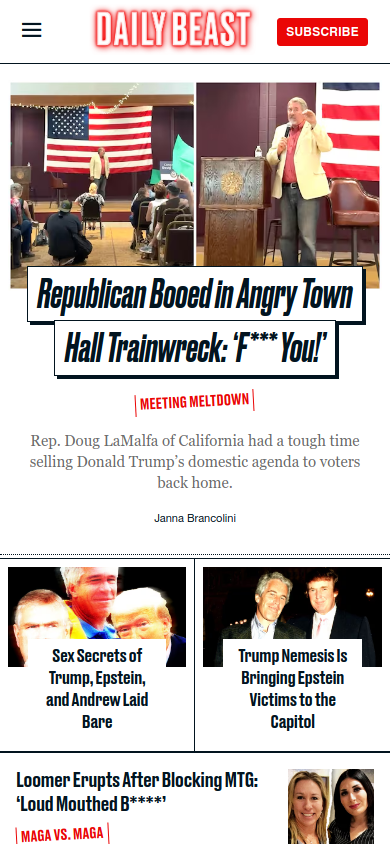 DAILY BEAST
SUBSCRIBE
Republican Booed in Angry Town
Hall Trainwreck: ‘F*** You!’
MEETING MELTDOWN
Rep. Doug LaMalfa of California had a tough time
selling Donald Trump’s domestic agenda to voters
back home.
Janna Brancolini
Sex Secrets of
Trump, Epstein,
and Andrew Laid
Bare
Trump Nemesis Is
Bringing Epstein
Victims to the
Capitol
Loomer Erupts After Blocking MTG:
‘Loud Mouthed B****’
MAGA VS. MAGA